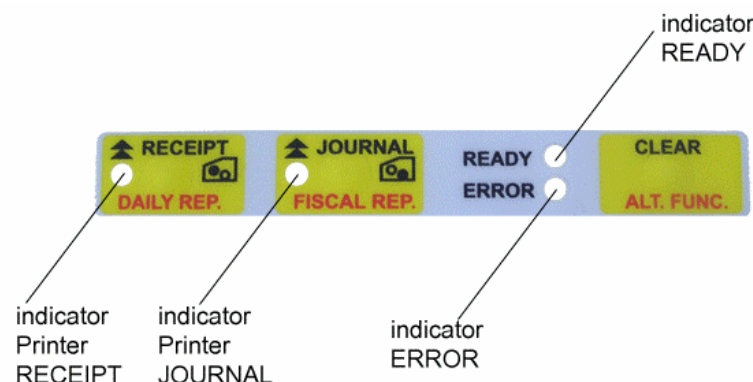 indicator
READY
RECEIPT
DAILY REP.
JOURNAL
FISCAL REP.
READY
ERROR
CLEAR
ALT. FUNC.
indicator
Printer
RECEIPT
indicator
Printer
JOURNAL
indicator
ERROR